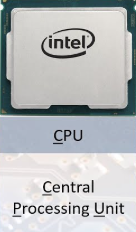 intel
CPU
Central
Processing Unit